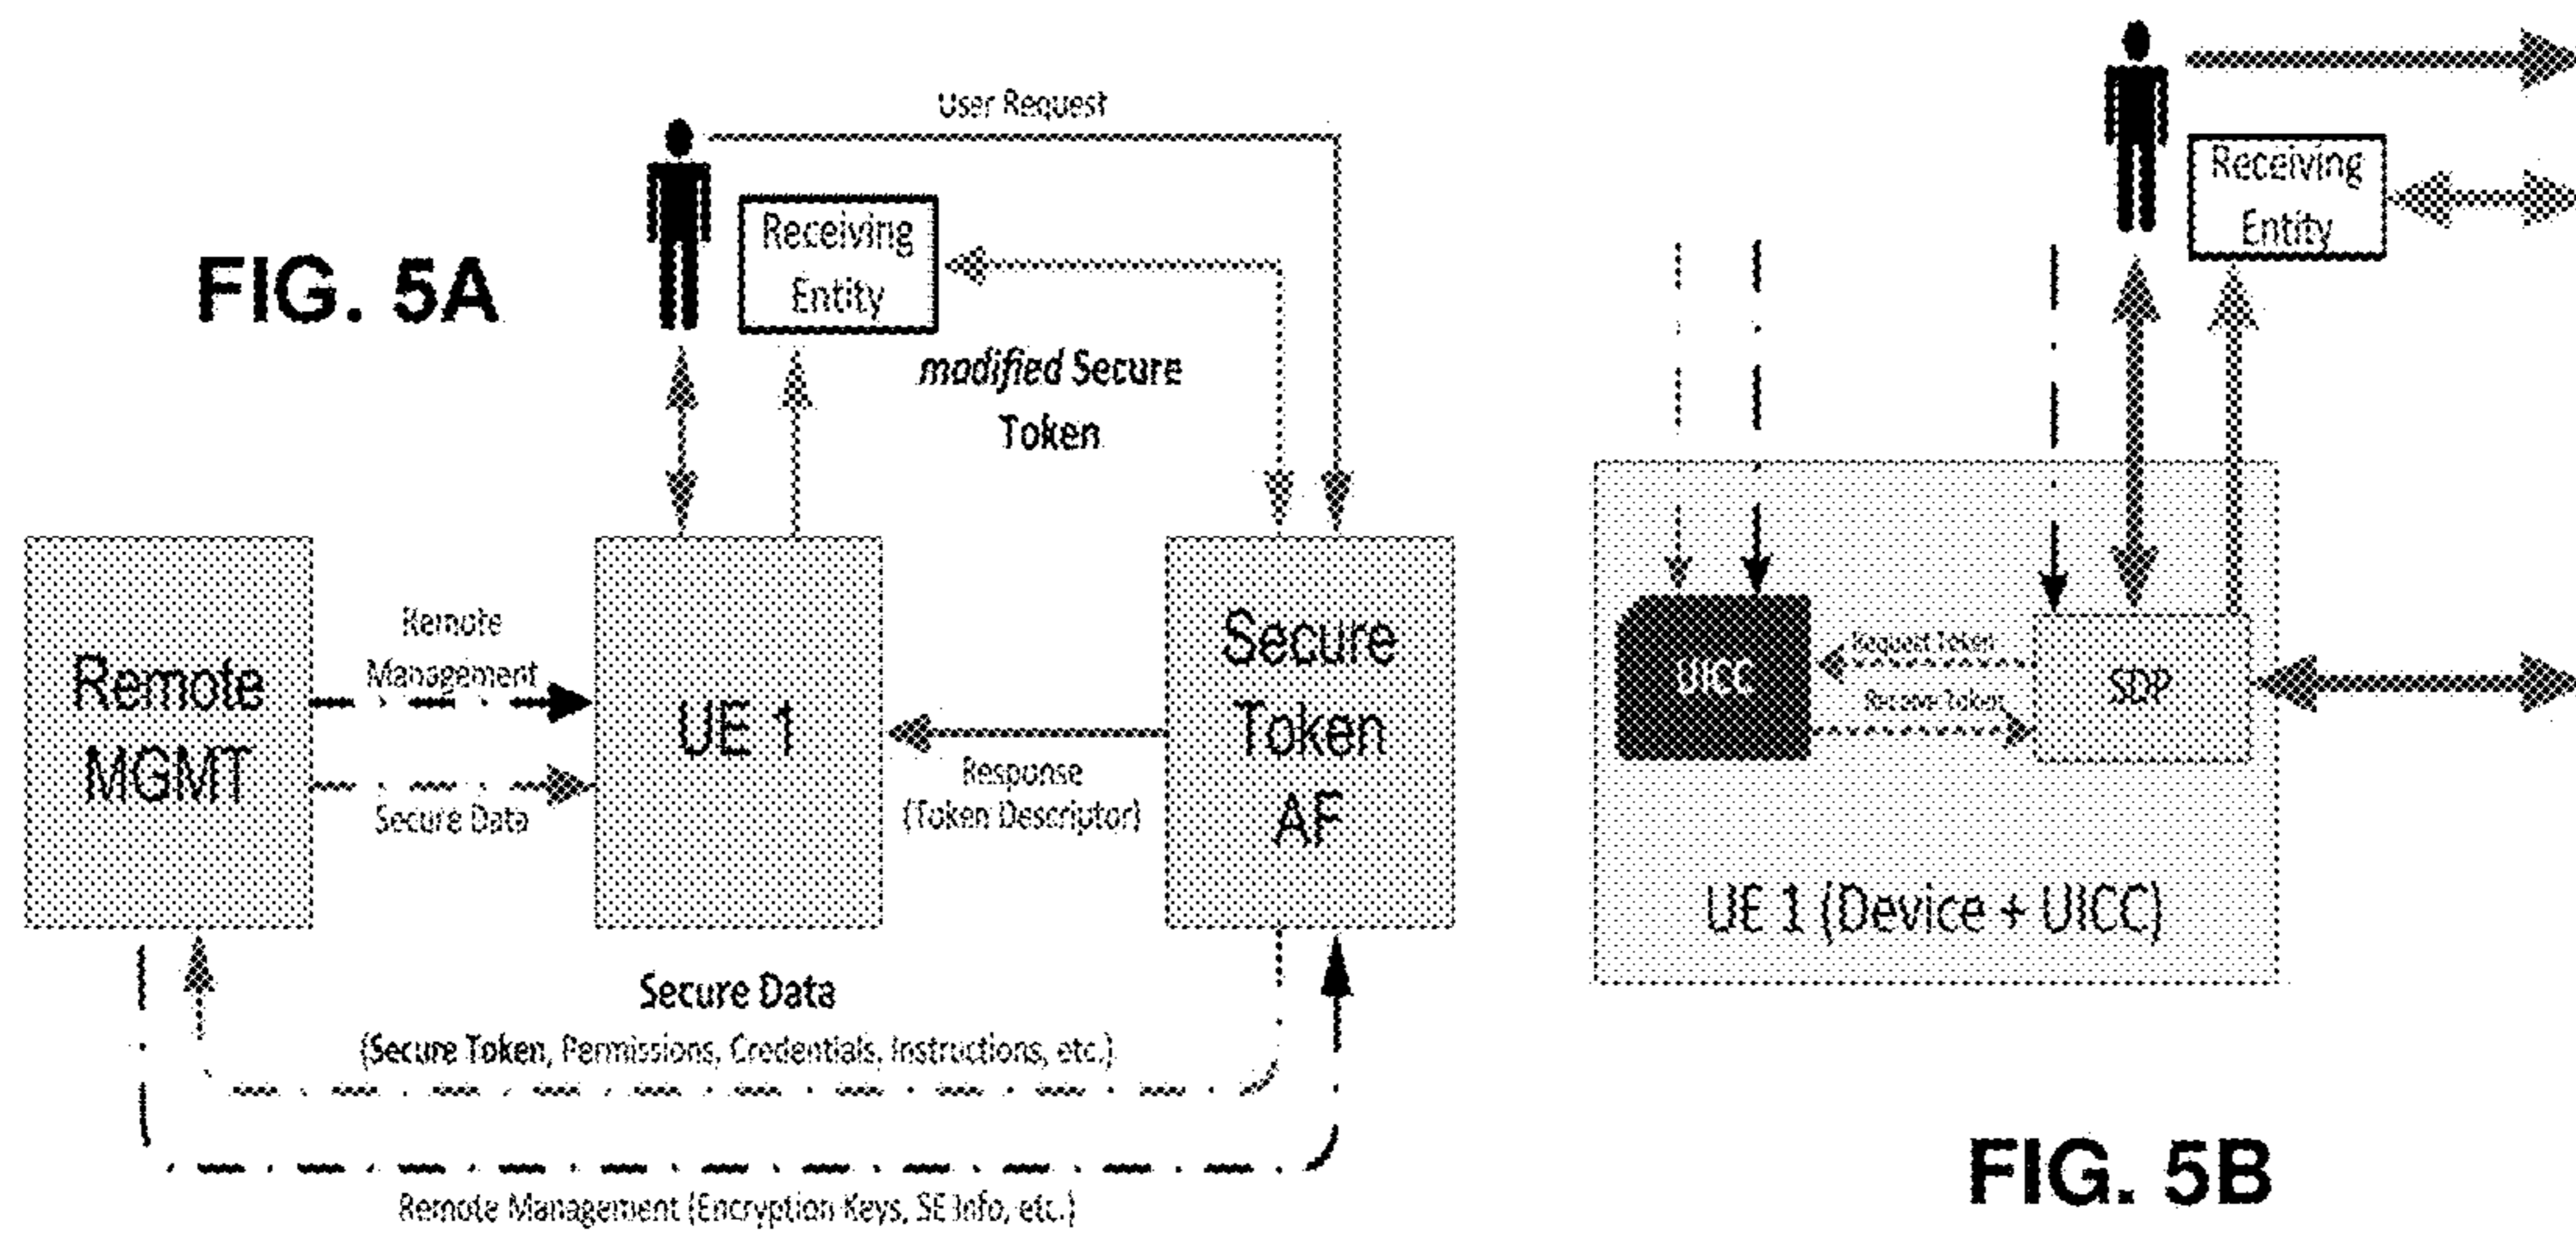 FIG. 5A
User Request
Receiving
Entity
modified Secure
Token
Remote
MGMT
Remote
Management
Secure Data
UE 1
Response
(Token Descriptor)
Secure
Token
AF
Secure Data
(Secure Token, Permissions, Credentials, Instructions, etc.)
Remote Management (Encryption Keys, SE Info, etc.)
Receiving
Entity
UICC
Request Token
Receive Token
SDP
UE 1 (Device + UICC)
FIG. 5B